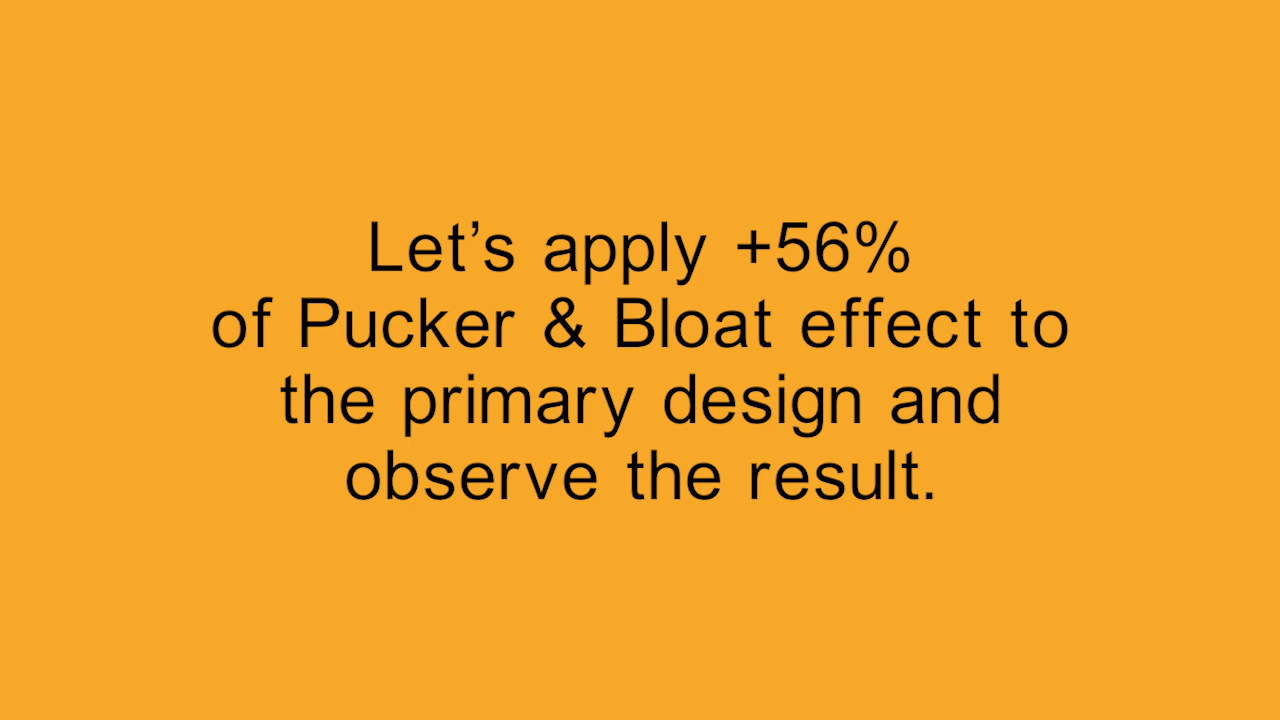 Let’s apply +56%
of Pucker & Bloat effect to
the primary design and
observe the result.